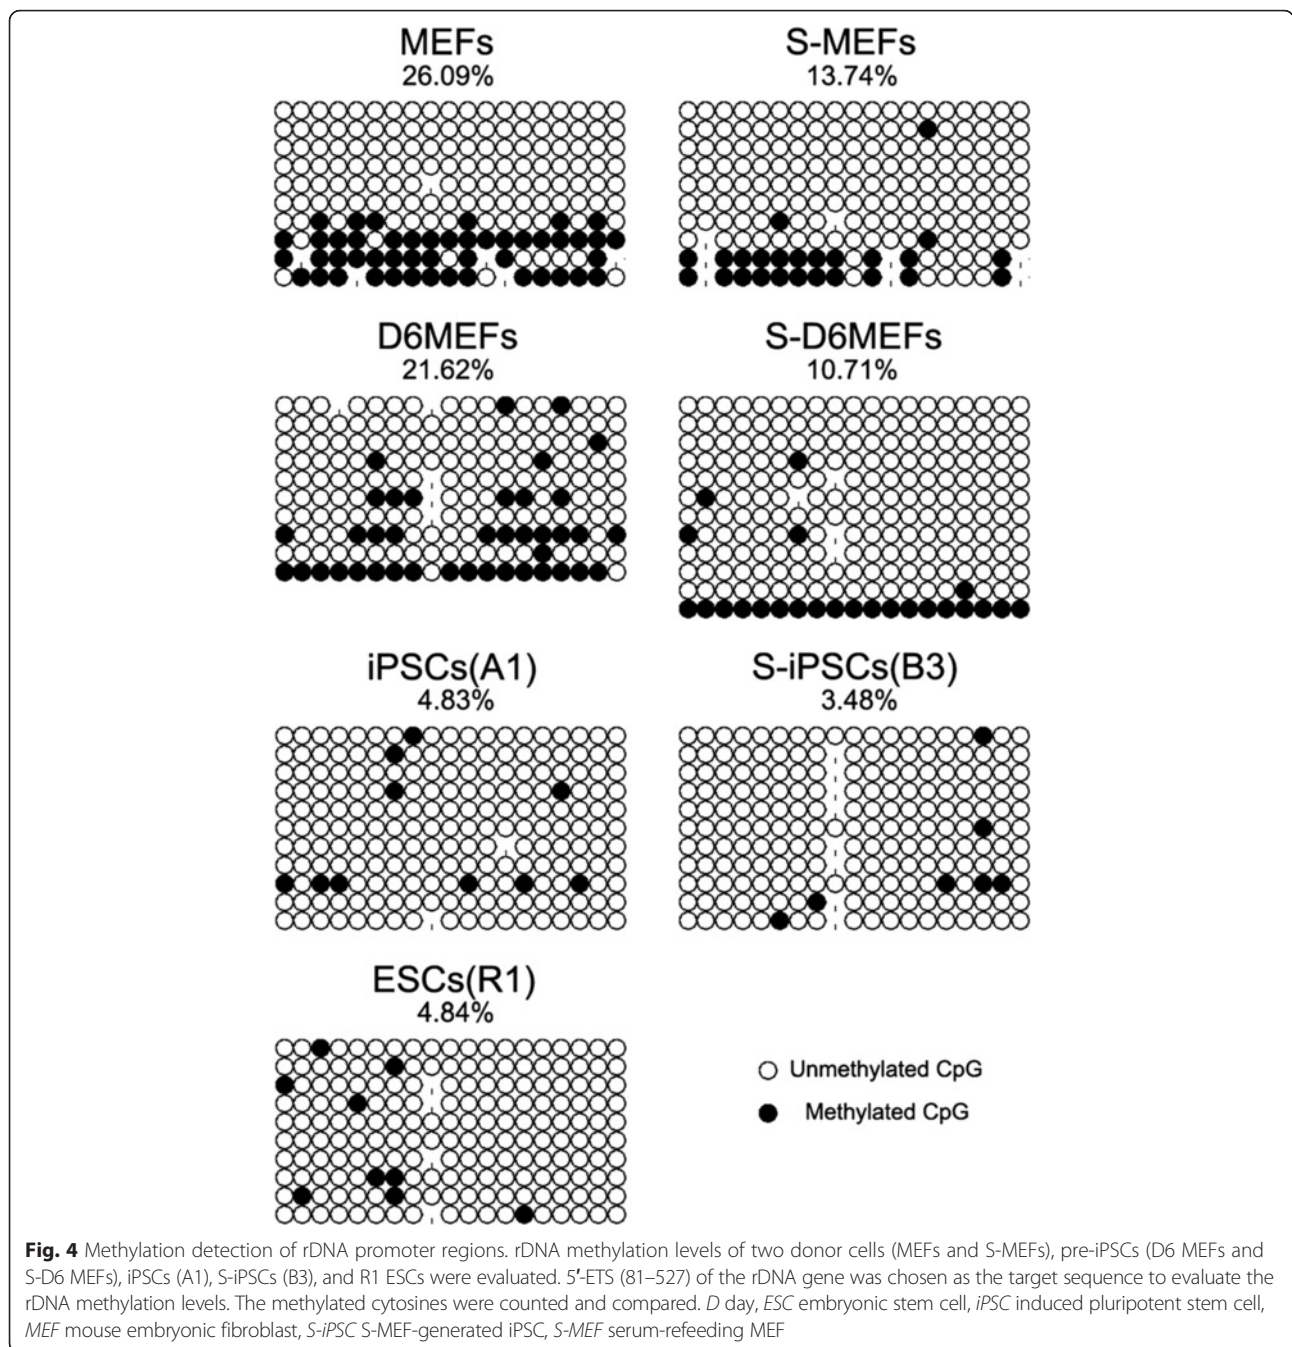 MEFs
26.09%
S-MEFs
13.74%
D6MEFs
21.62%
S-D6MEFs
10.71%
iPSCs(A1)
4.83%
S-iPSCs(B3)
3.48%
ESCs(R1)
4.84%
Unmethylated CpG
Methylated CpG
Fig. 4 Methylation detection of rDNA promoter regions. rDNA methylation levels of two donor cells (MEFs and S-MEFs), pre-iPSCs (D6 MEFs and
S-D6 MEFs), iPSCs (A1), S-iPSCs (B3), and R1 ESCs were evaluated. 5′-ETS (81–527) of the rDNA gene was chosen as the target sequence to evaluate the
rDNA methylation levels. The methylated cytosines were counted and compared. D day, ESC embryonic stem cell, iPSC induced pluripotent stem cell,
MEF mouse embryonic fibroblast, S-iPSC S-MEF-generated iPSC, S-MEF serum-refeeding MEF